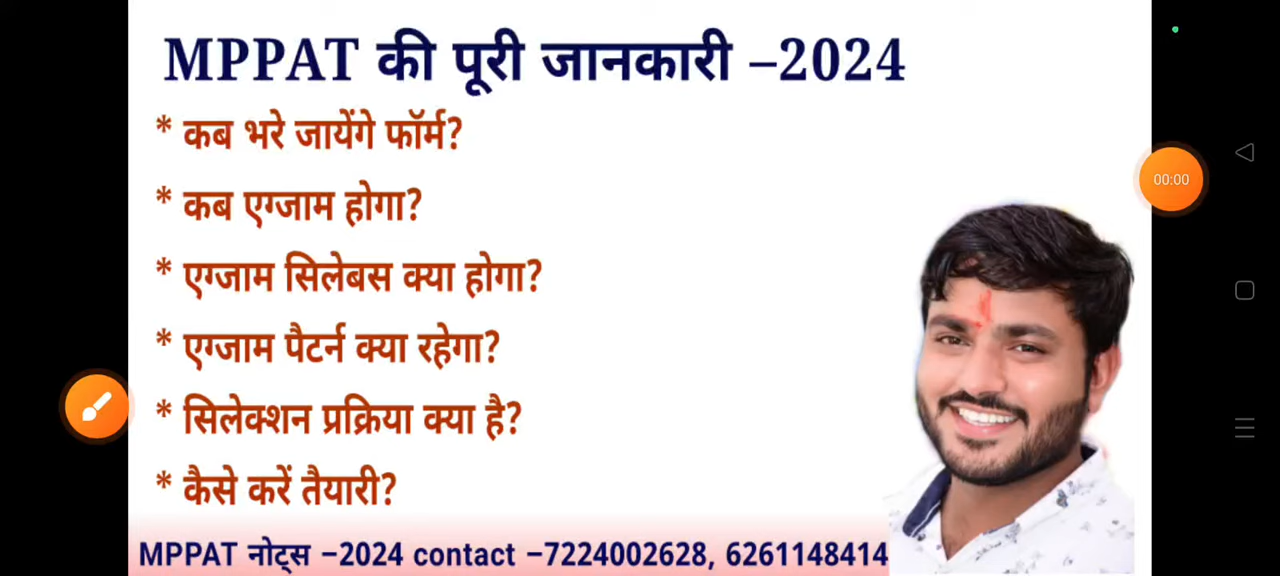 MPPAT की पूरी जानकारी –2024
* कब भरे जायेंगे फॉर्म?
* कब एग्जाम होगा?
* एग्जाम सिलेबस क्या होगा?
* एग्जाम पैटर्न क्या रहेगा?
* सिलेक्शन प्रक्रिया क्या है?
* कैसे करें तैयारी?
MPPAT नोट्स –2024 contact –7224002628, 6261148414
00:00